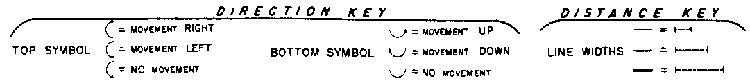 DIRECTION KEY
DISTANCE KEY
TOP SYMBOL
= MOVEMENT RIGHT
= MOVEMENT LEFT
= NO MOVEMENT
BOTTOM SYMBOL
= MOVEMENT UP
= MOVEMENT DOWN
= NO MOVEMENT
LINE WIDTHS
=
=
=